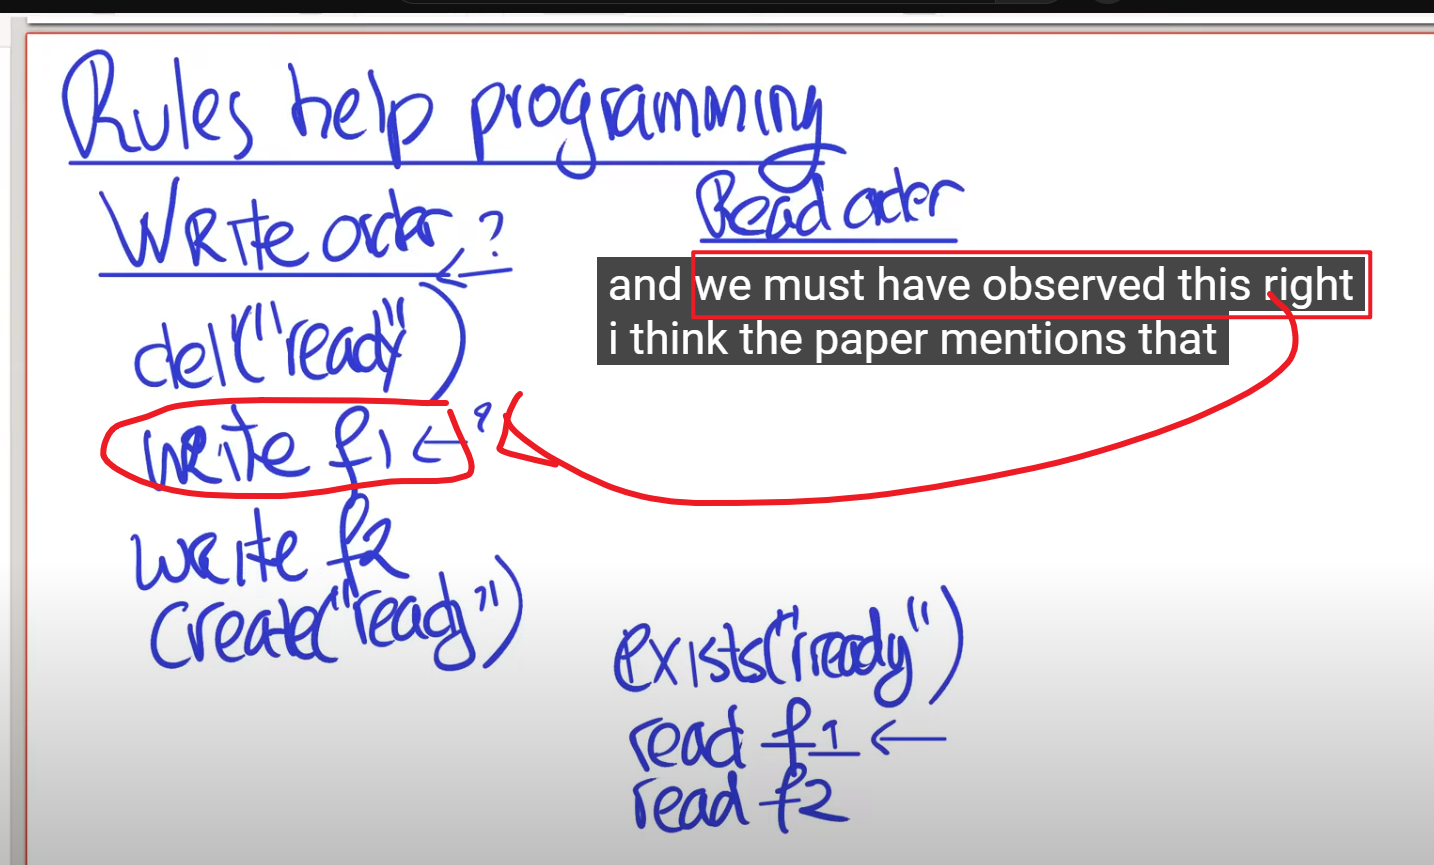 Rules help programming
Write order ?
del("ready")
write f1 ←
write f2
create("ready")
Read order
and we must have observed this right
i think the paper mentions that
exists("ready")
read f1 ←
read f2